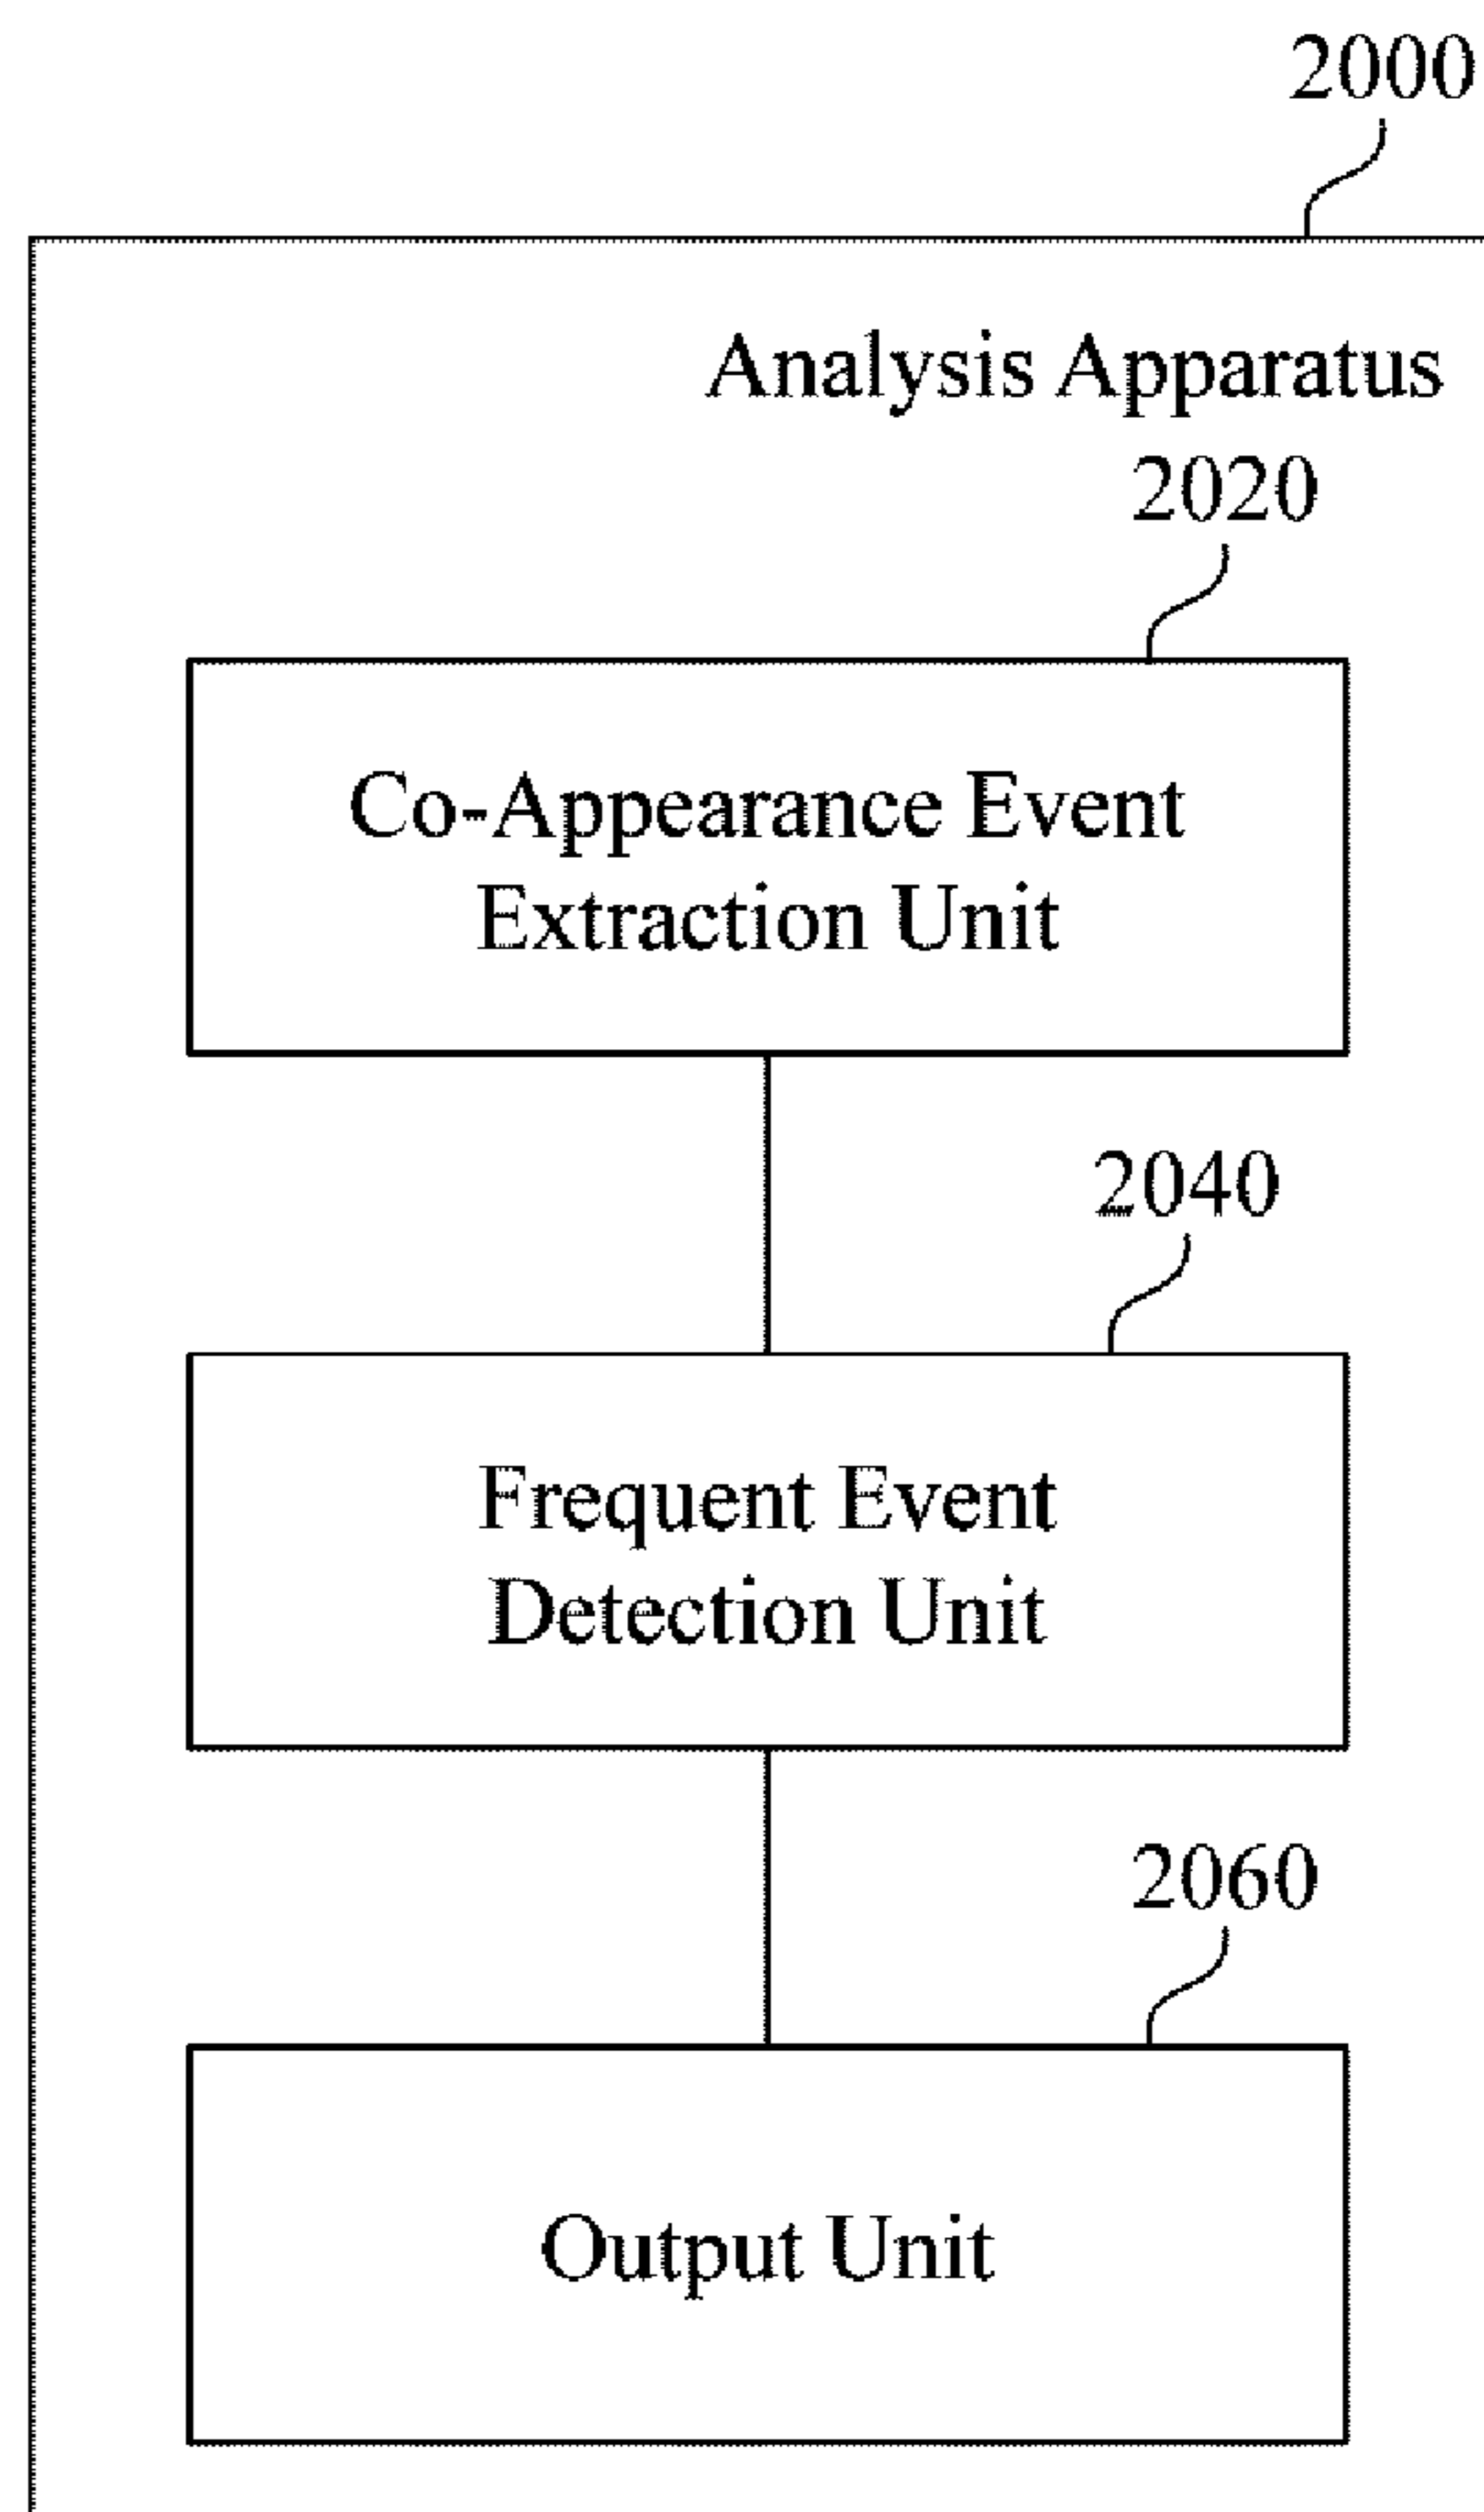 2000
Analysis Apparatus
2020
Co-Appearance Event
Extraction Unit
2040
Frequent Event
Detection Unit
2060
Output Unit